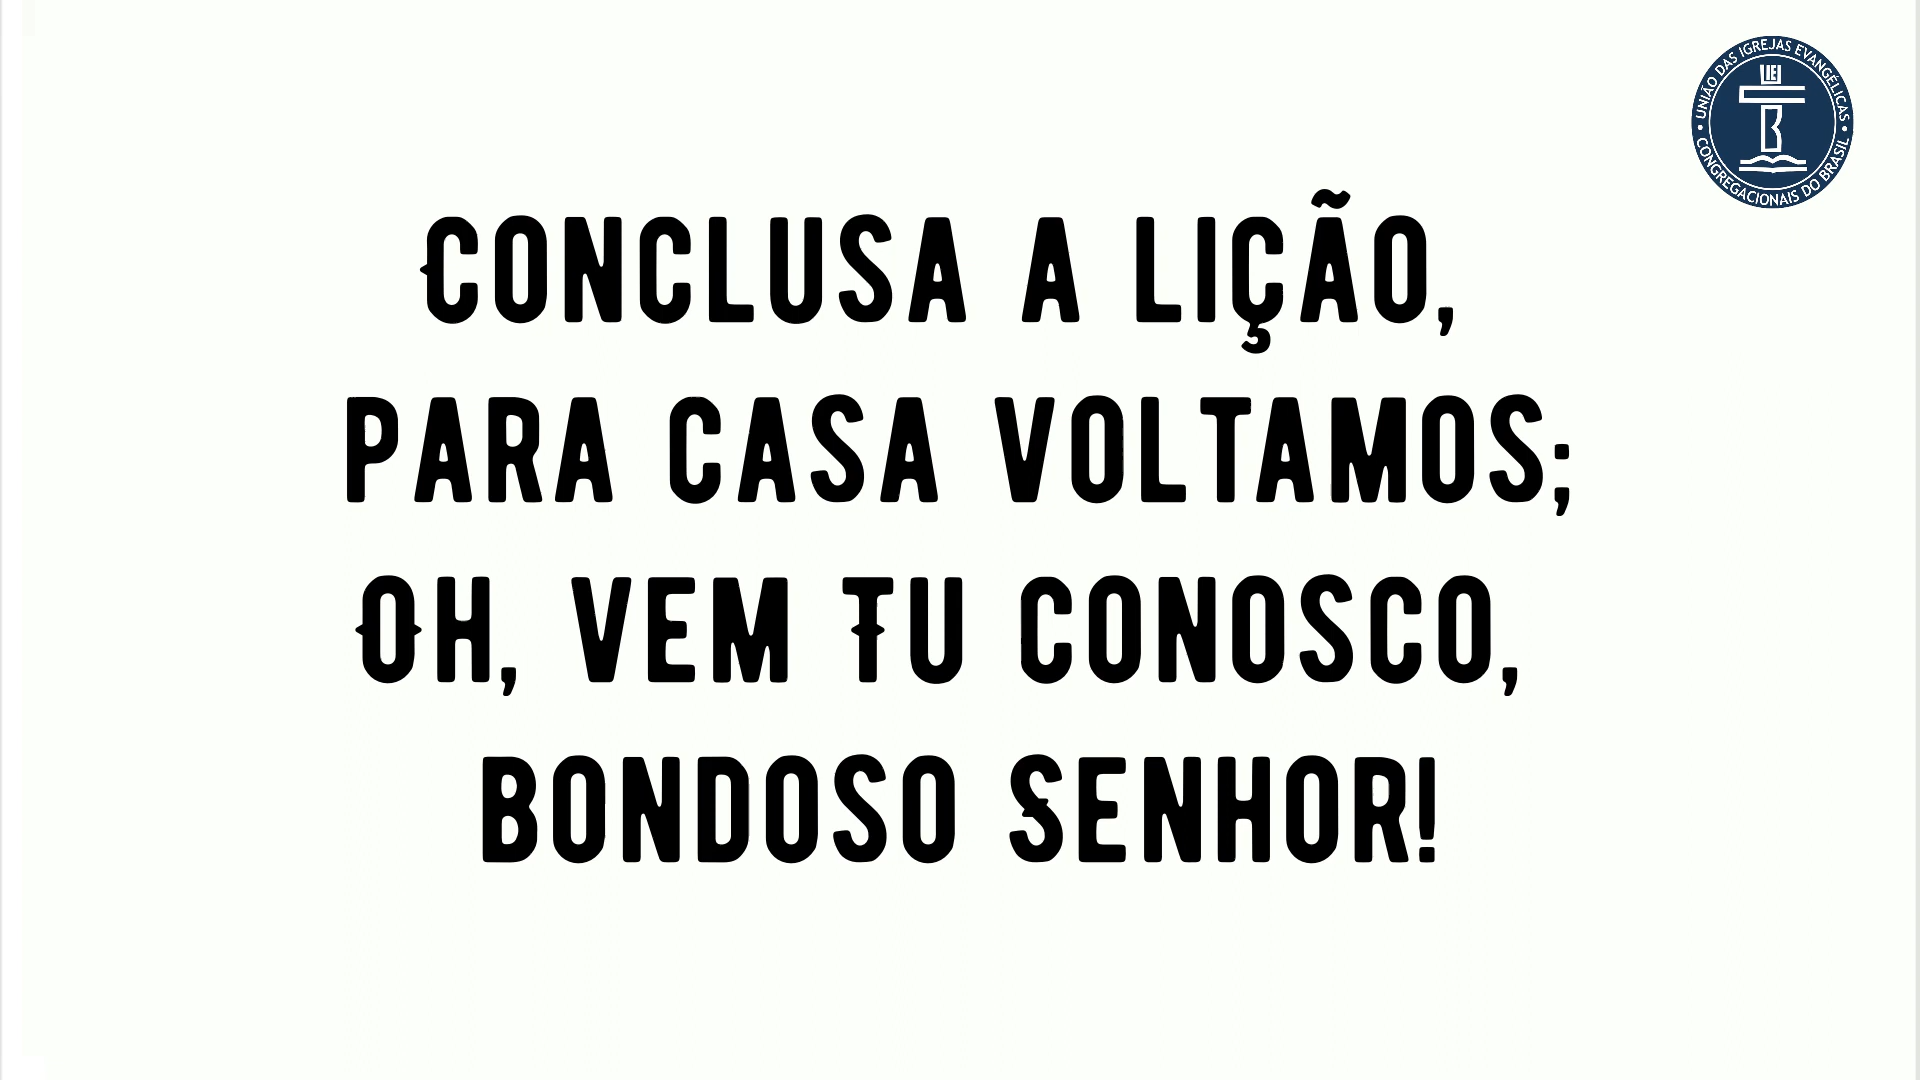 CONCLUSA A LIÇÃO,
PARA CASA VOLTAMOS;
OH, VEM TU CONOSCO,
BONDOSO SENHOR!
UNIÃO DAS IGREJAS EVANGÉLICAS
CONGREGACIONAIS DO BRASIL